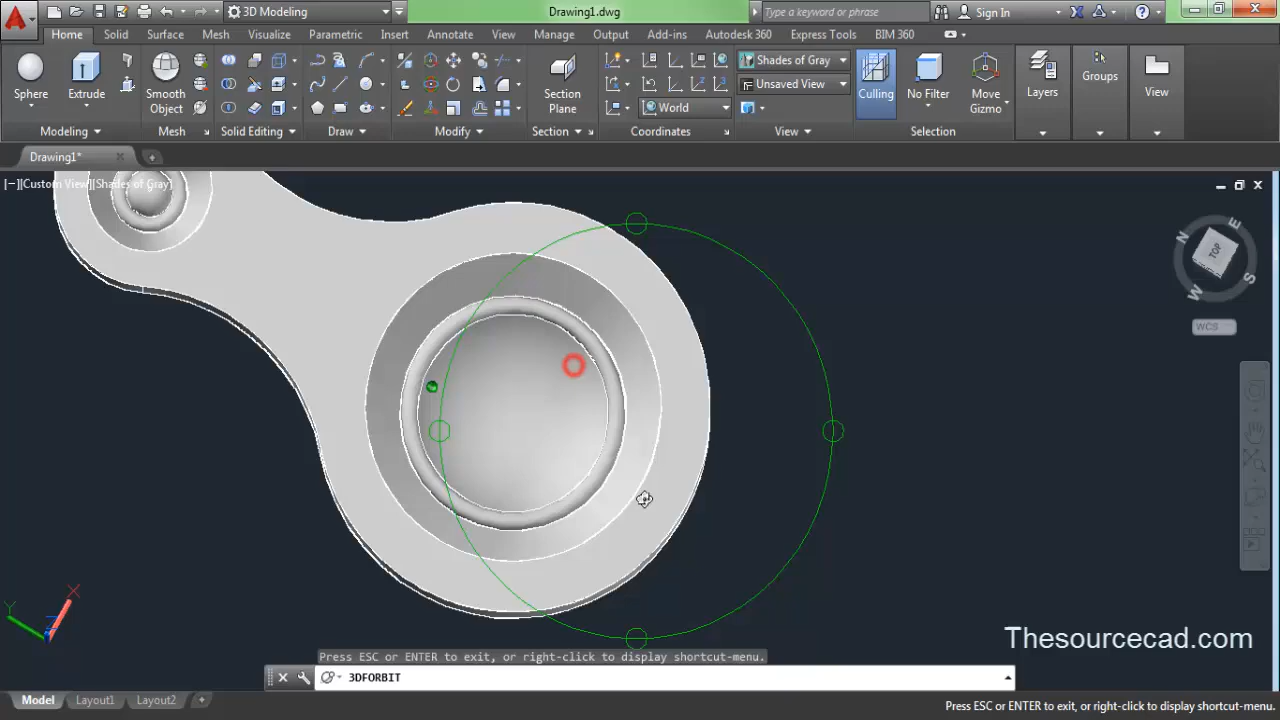 3D Modeling
Drawing1.dwg
Type a keyword or phrase
Sign In
Home Solid Surface Mesh Visualize Parametric Insert Annotate View Manage Output Add-ins Autodesk 360 Express Tools BIM 360
Sphere
Extrude
Smooth
Object
Section
Plane
World
Shades of Gray
Unsaved View
Culling
No Filter
Move
Gizmo
Layers
Groups
View
Modeling
Mesh
Solid Editing
Draw
Modify
Section
Coordinates
View
Selection
Drawing1*
[−][Custom View][Shades of Gray]
N
E
TOP
W
S
WCS
X
Y
Z
Thesourcecad.com
Press ESC or ENTER to exit, or right-click to display shortcut-menu.
3DFORBIT
Model Layout1 Layout2
Press ESC or ENTER to exit, or right-click to display shortcut-menu.